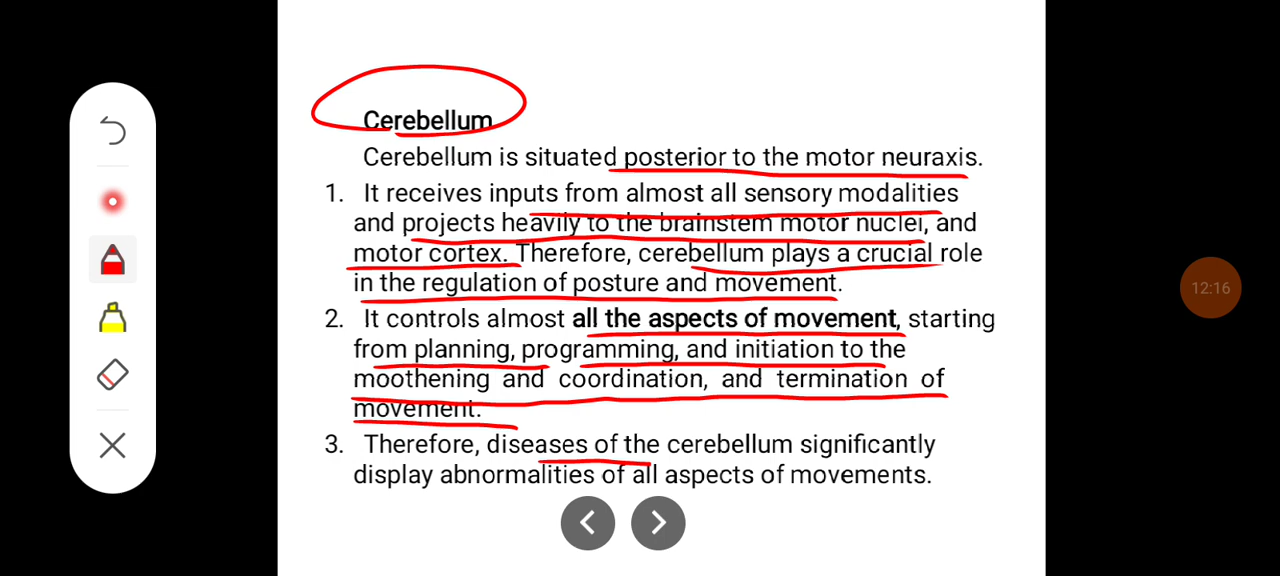 Cerebellum
Cerebellum is situated posterior to the motor neuraxis.
1. It receives inputs from almost all sensory modalities
and projects heavily to the brainstem motor nuclei, and
motor cortex. Therefore, cerebellum plays a crucial role
in the regulation of posture and movement.
2. It controls almost all the aspects of movement, starting
from planning, programming, and initiation to the
moothening and coordination, and termination of
movement.
3. Therefore, diseases of the cerebellum significantly
display abnormalities of all aspects of movements.
12:16